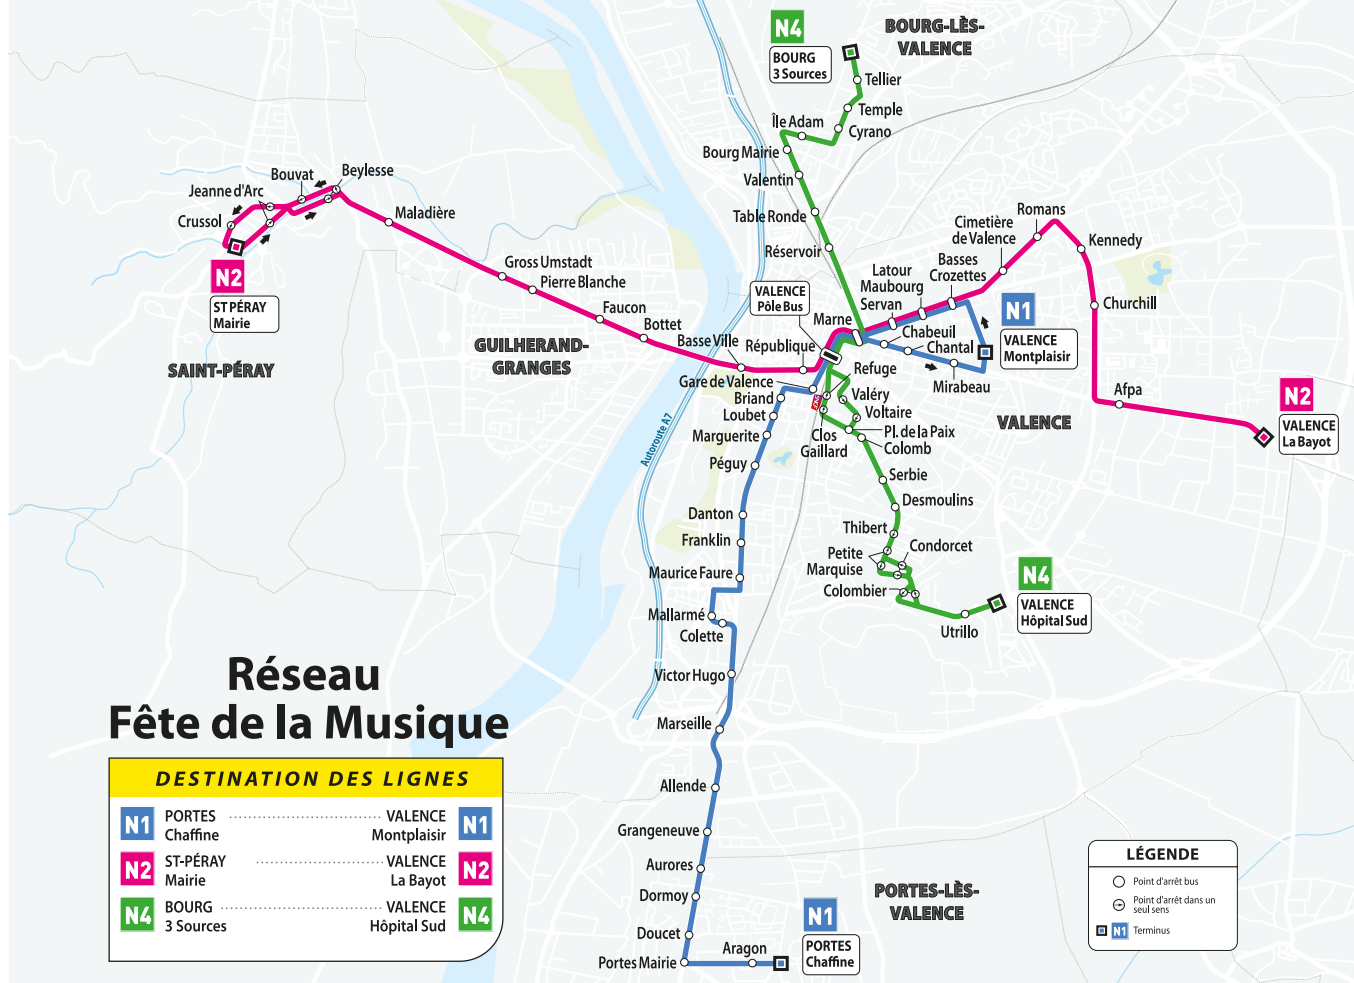 N4
BOURG
3 Sources
BOURG-LÈS-
VALENCE
Tellier
Temple
Île Adam
Cyrano
Bourg Mairie
Valentin
Table Ronde
Réservoir
Beylesse
Bouvat
Jeanne d'Arc
Crussol
Maladière
N2
ST PÉRAY
Mairie
SAINT-PÉRAY
Gross Umstadt
Pierre Blanche
Faucon
Bottet
GUILHERAND-
GRANGES
Basse Ville
République
VALENCE
Pôle Bus
Marne
Latour
Maubourg
Servan
Basses
Crozettes
Cimetière
de Valence
Romans
Kennedy
Churchill
Afpa
N2
VALENCE
La Bayot
N1
VALENCE
Montplaisir
Chabeuil
Chantal
Mirabeau
VALENCE
Gare de Valence
Briand
Loubet
Marguerite
Péguy
Danton
Franklin
Maurice Faure
Mallarmé
Colette
Victor Hugo
Marseille
Allende
Grangeneuve
Aurores
Dormoy
Doucet
Portes Mairie
Aragon
N1
PORTES
Chaffine
PORTES-LÈS-
VALENCE
Refuge
Valéry
Voltaire
Clos
Gaillard
Pl. de la Paix
Colomb
Serbie
Desmoulins
Thibert
Petite
Marquise
Condorcet
Colombier
Utrillo
N4
VALENCE
Hôpital Sud
Autoroute A7
Réseau
Fête de la Musique
DESTINATION DES LIGNES
N1 PORTES Chaffine VALENCE Montplaisir N1
N2 ST-PÉRAY Mairie VALENCE La Bayot N2
N4 BOURG 3 Sources VALENCE Hôpital Sud N4
LÉGENDE
Point d'arrêt bus
Point d'arrêt dans un
seul sens
N1 Terminus